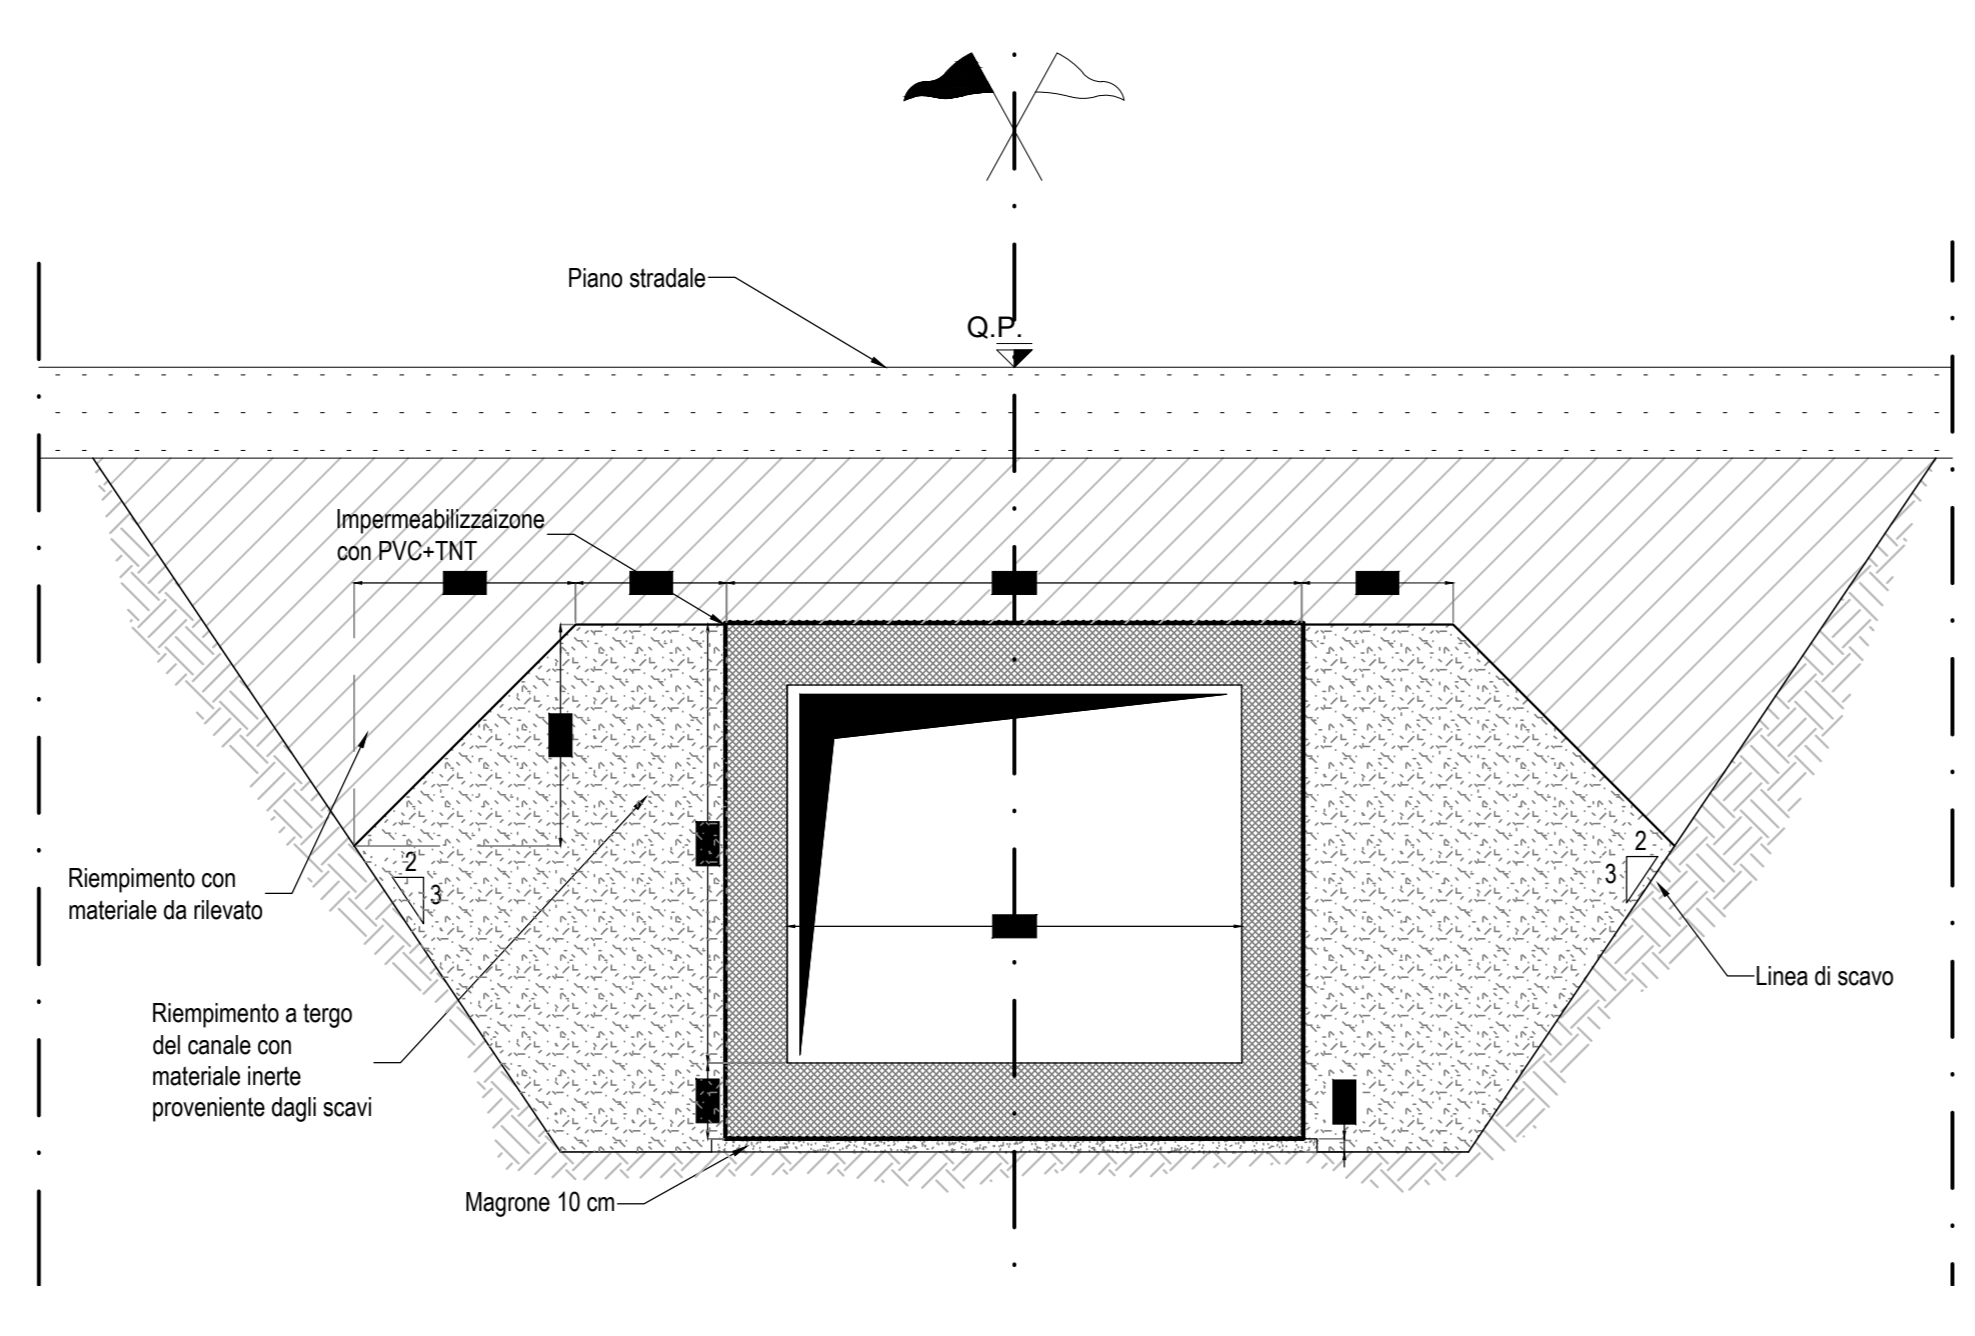 Piano stradale
Q.P.
Impermeabilizzaizone
con PVC+TNT
2
3
2
3
Riempimento con
materiale da rilevato
Linea di scavo
Riempimento a tergo
del canale con
materiale inerte
proveniente dagli scavi
Magrone 10 cm